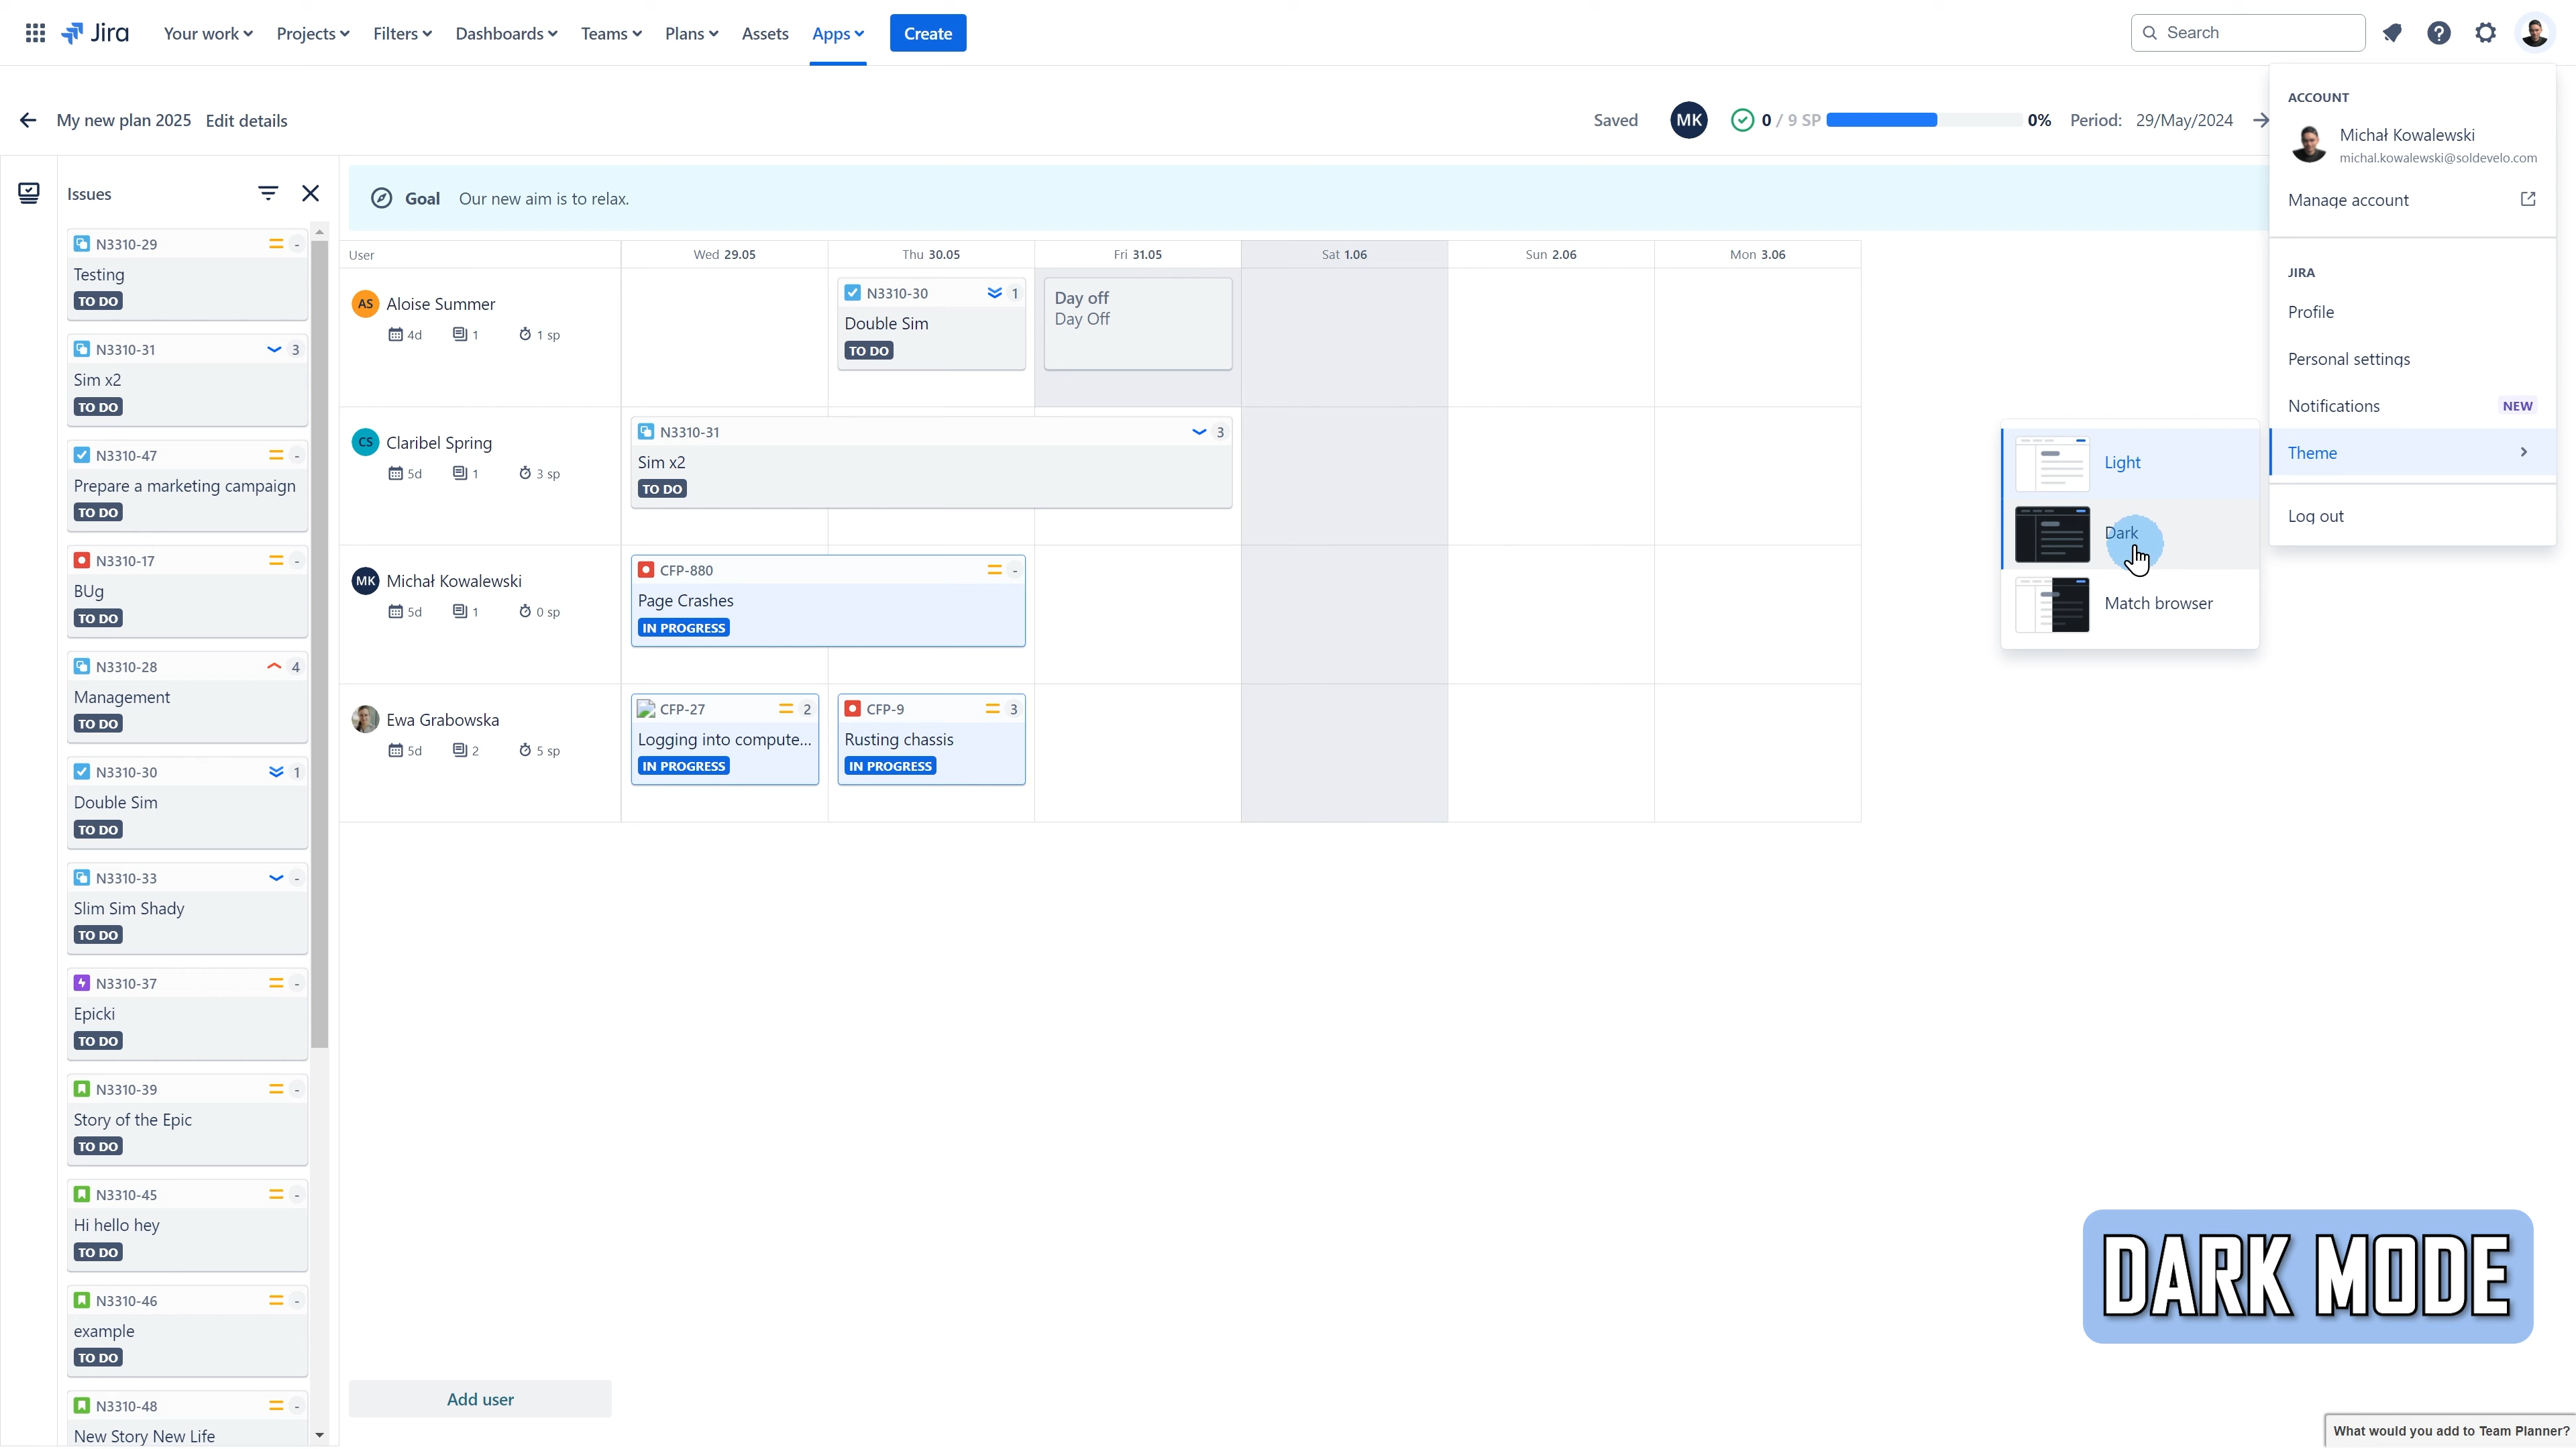 Jira
Your work
Projects
Filters
Dashboards
Teams
Plans
Assets
Apps
Create
Search
My new plan 2025
Edit details
Saved
MK
0 / 9 SP
0%
Period: 29/May/2024
Issues
N3310-29
-
Testing
TO DO
N3310-31
3
Sim x2
TO DO
N3310-47
-
Prepare a marketing campaign
TO DO
N3310-17
-
BUg
TO DO
N3310-28
4
Management
TO DO
N3310-30
1
Double Sim
TO DO
N3310-33
-
Slim Sim Shady
TO DO
N3310-37
-
Epicki
TO DO
N3310-39
-
Story of the Epic
TO DO
N3310-45
-
Hi hello hey
TO DO
N3310-46
-
example
TO DO
N3310-48
-
New Story New Life
Goal Our new aim is to relax.
User
Wed 29.05
Thu 30.05
Fri 31.05
Sat 1.06
Sun 2.06
Mon 3.06
AS Aloise Summer
4d 1 1 sp
N3310-30 1
Double Sim
TO DO
Day off
Day Off
CS Claribel Spring
5d 1 3 sp
N3310-31 3
Sim x2
TO DO
MK Michał Kowalewski
5d 1 0 sp
CFP-880 -
Page Crashes
IN PROGRESS
Ewa Grabowska
5d 2 5 sp
CFP-27 2
Logging into compute...
IN PROGRESS
CFP-9 3
Rusting chassis
IN PROGRESS
Add user
ACCOUNT
Michał Kowalewski
michal.kowalewski@soldevelo.com
Manage account
JIRA
Profile
Personal settings
Notifications NEW
Theme
Log out
Light
Dark
Match browser
DARK MODE
What would you add to Team Planner?